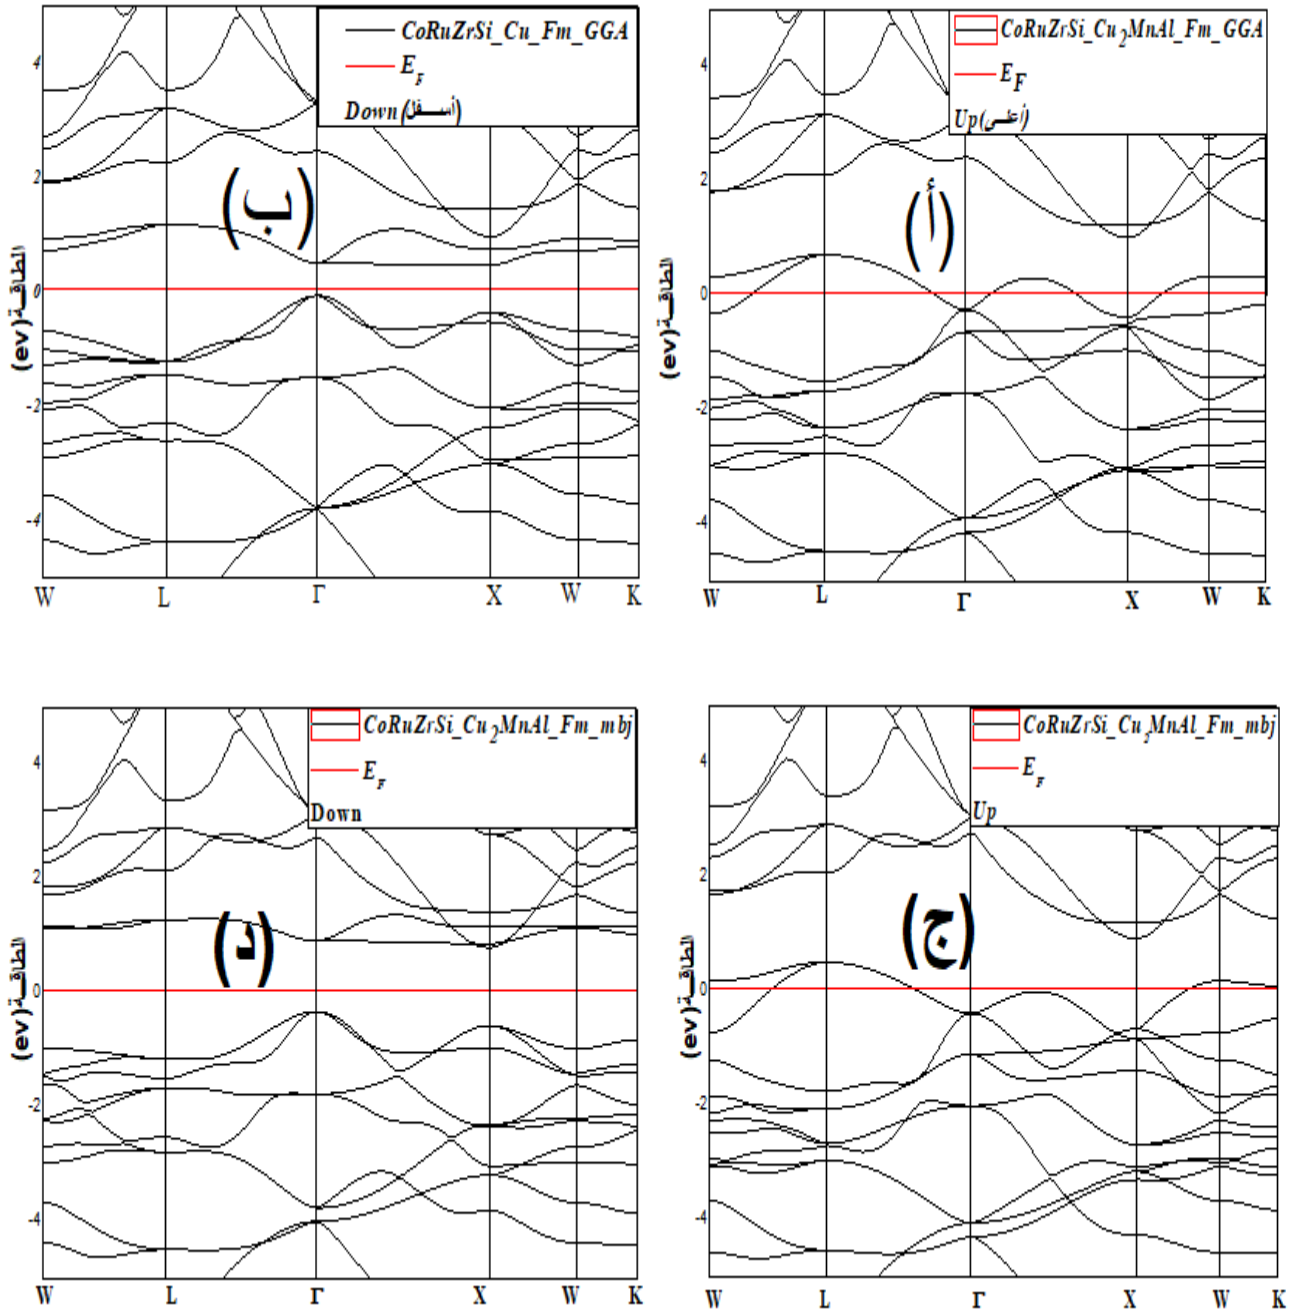 CoRuZrSi_Cu_Fm_GGA
E_F
Down(أسفل)
(ب)
4
2
0
-2
-4
الطاقة(ev)
W L Γ X W K
CoRuZrSi_Cu2MnAl_Fm_GGA
E_F
Up(أعلى)
(أ)
4
2
0
-2
-4
الطاقة(ev)
W L Γ X W K
CoRuZrSi_Cu2MnAl_Fm_mbj
E_F
Down
(د)
4
2
0
-2
-4
الطاقة(ev)
W L Γ X W K
CoRuZrSi_Cu2MnAl_Fm_mbj
E_F
Up
(ج)
4
2
0
-2
-4
الطاقة(ev)
W L Γ X W K